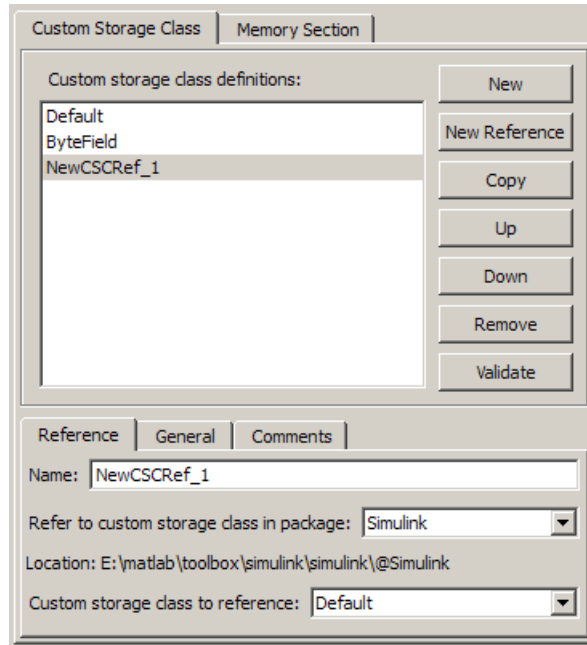 Custom Storage Class Memory Section
Custom storage class definitions:
New
Default
ByteField
NewCSCRef_1
New Reference
Copy
Up
Down
Remove
Validate
Reference General Comments
Name: NewCSCRef_1
Refer to custom storage class in package: Simulink
Location: E:\matlab\toolbox\simulink\simulink\@Simulink
Custom storage class to reference: Default